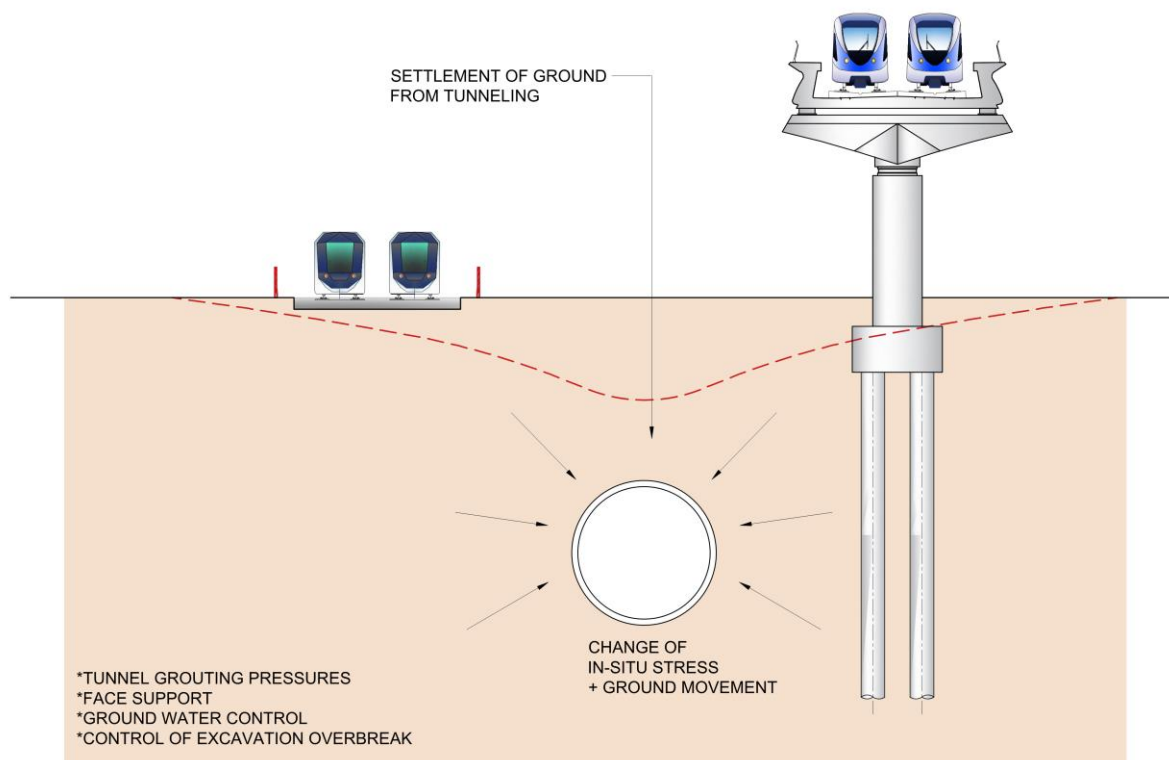 SETTLEMENT OF GROUND
FROM TUNNELING
CHANGE OF
IN-SITU STRESS
+ GROUND MOVEMENT
*TUNNEL GROUTING PRESSURES
*FACE SUPPORT
*GROUND WATER CONTROL
*CONTROL OF EXCAVATION OVERBREAK